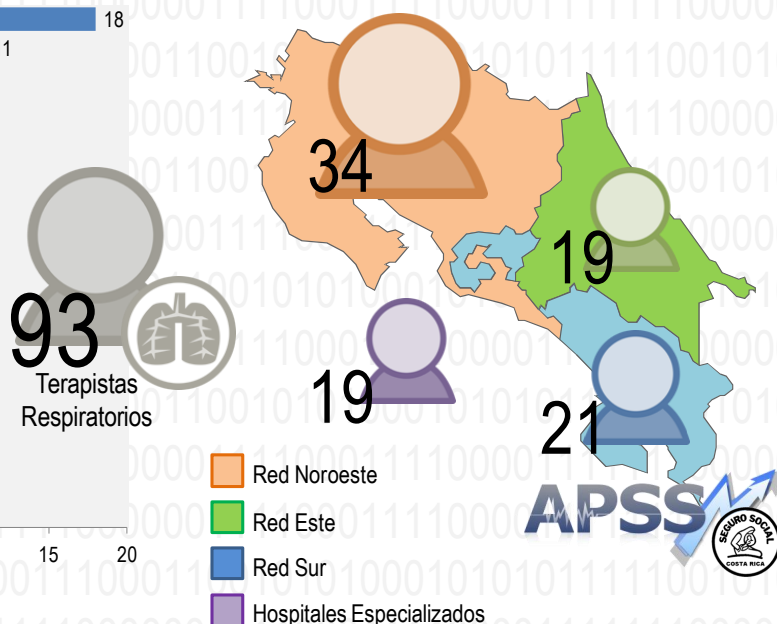 18
1
34
19
93
Terapistas
Respiratorios
19
21
15
20
Red Noroeste
Red Este
Red Sur
Hospitales Especializados
APSS
SEGURO SOCIAL
COSTA RICA